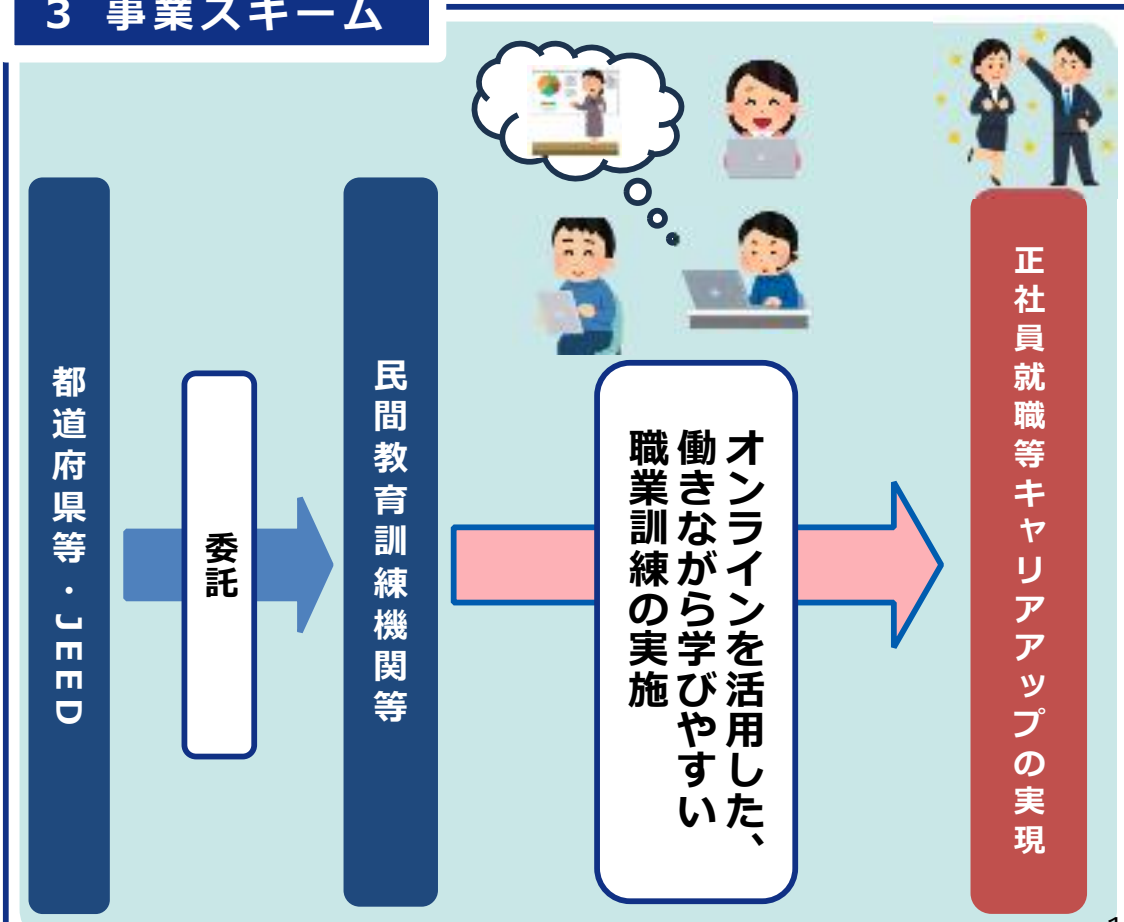 3 事業スキーム
都道府県等・JEED
委託
民間教育訓練機関等
オンラインを活用した、
働きながら学びやすい
職業訓練の実施
正社員就職等キャリアアップの実現